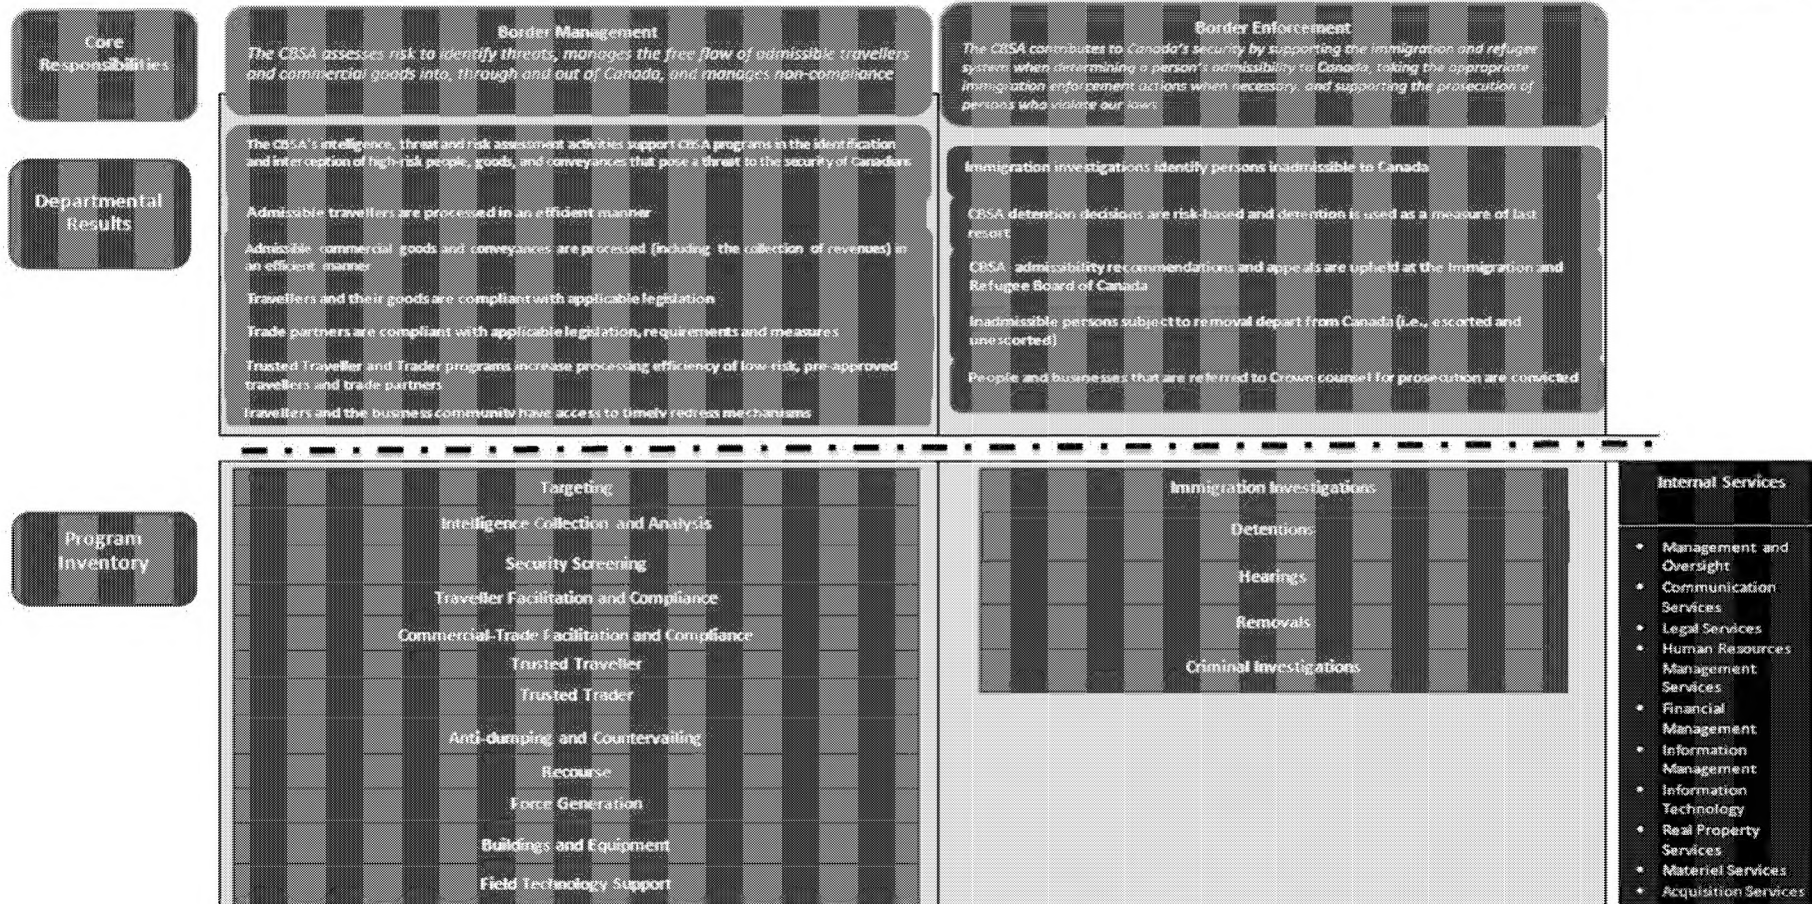 Core
Responsibilities
Border Management
The CBSA assesses risk to identify threats, manages the free flow of admissible travellers
and commercial goods into, through and out of Canada, and manages non-compliance
Border Enforcement
The CBSA contributes to Canada's security by supporting the immigration and refugee
system when determining a person's admissibility to Canada, taking the appropriate
immigration enforcement actions when necessary, and supporting the prosecution of
persons who violate our laws
Departmental
Results
The CBSA's intelligence, threat and risk assessment activities support CBSA programs in the identification
and interception of high-risk people, goods, and conveyances that pose a threat to the security of Canadians
Admissible travellers are processed in an efficient manner
Admissible commercial goods and conveyances are processed (including the collection of revenues) in
an efficient manner
Travellers and their goods are compliant with applicable legislation
Trade partners are compliant with applicable legislation, requirements and measures
Trusted Traveller and Trader programs increase processing efficiency of low-risk, pre-approved
travellers and trade partners
Travellers and the business community have access to timely redress mechanisms
Immigration investigations identify persons inadmissible to Canada
CBSA detention decisions are risk-based and detention is used as a measure of last
resort
CBSA admissability recommendations and appeals are upheld at the Immigration and
Refugee Board of Canada
Inadmissible persons subject to removal depart from Canada (i.e., escorted and
unescorted)
People and businesses that are referred to Crown counsel for prosecution are convicted
Program
Inventory
Targeting
Intelligence Collection and Analysis
Security Screening
Traveller Facilitation and Compliance
Commercial-Trade Facilitation and Compliance
Trusted Traveller
Trusted Trader
Anti-dumping and Countervailing
Recourse
Force Generation
Buildings and Equipment
Field Technology Support
Immigration Investigations
Detentions
Hearings
Removals
Criminal Investigations
Internal Services
• Management and
Oversight
• Communication
Services
• Legal Services
• Human Resources
Management
Services
• Financial
Management
• Information
Management
• Information
Technology
• Real Property
Services
• Materiel Services
• Acquisition Services